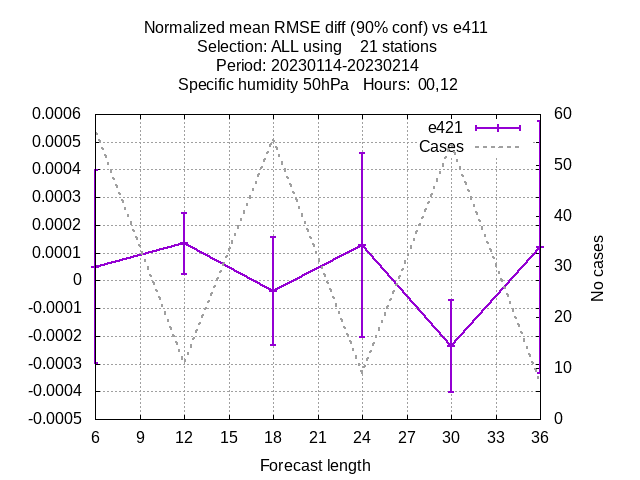 Normalized mean RMSE diff (90% conf) vs e411
Selection: ALL using 21 stations
Period: 20230114-20230214
Specific humidity 50hPa Hours: 00,12
0.0006
0.0005
0.0004
0.0003
0.0002
0.0001
0
-0.0001
-0.0002
-0.0003
-0.0004
-0.0005
e421
Cases
60
50
40
30
20
10
0
No cases
6 9 12 15 18 21 24 27 30 33 36
Forecast length